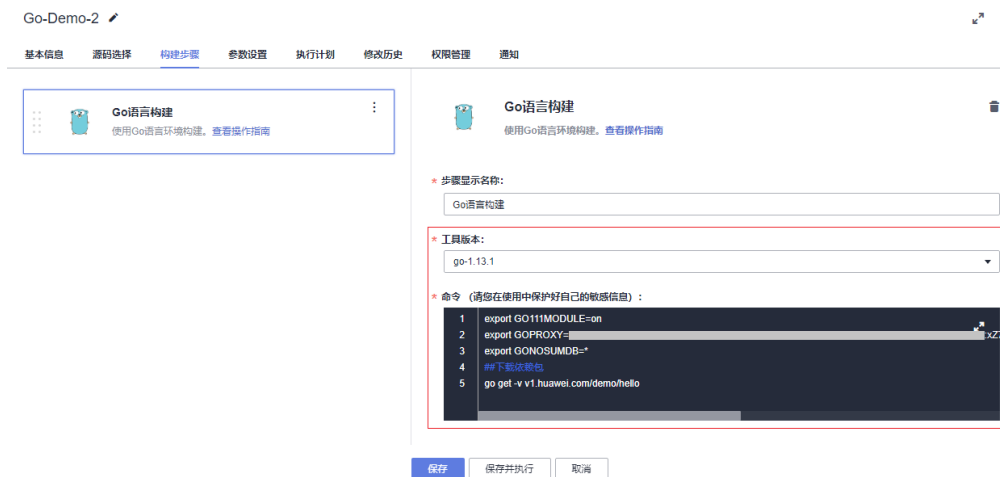 Go-Demo-2
基本信息 源码选择 构建步骤 参数设置 执行计划 修改历史 权限管理 通知
Go语言构建
使用Go语言环境构建。查看操作指南
Go语言构建
使用Go语言环境构建。查看操作指南
* 步骤显示名称：
Go语言构建
* 工具版本：
go-1.13.1
* 命令 （请您在使用中保护好自己的敏感信息）：
1 export GO111MODULE=on
2 export GOPROXY= :xZ7
3 export GONOSUMDB=*
4 ##下载依赖包
5 go get -v v1.huawei.com/demo/hello
保存 保存并执行 取消